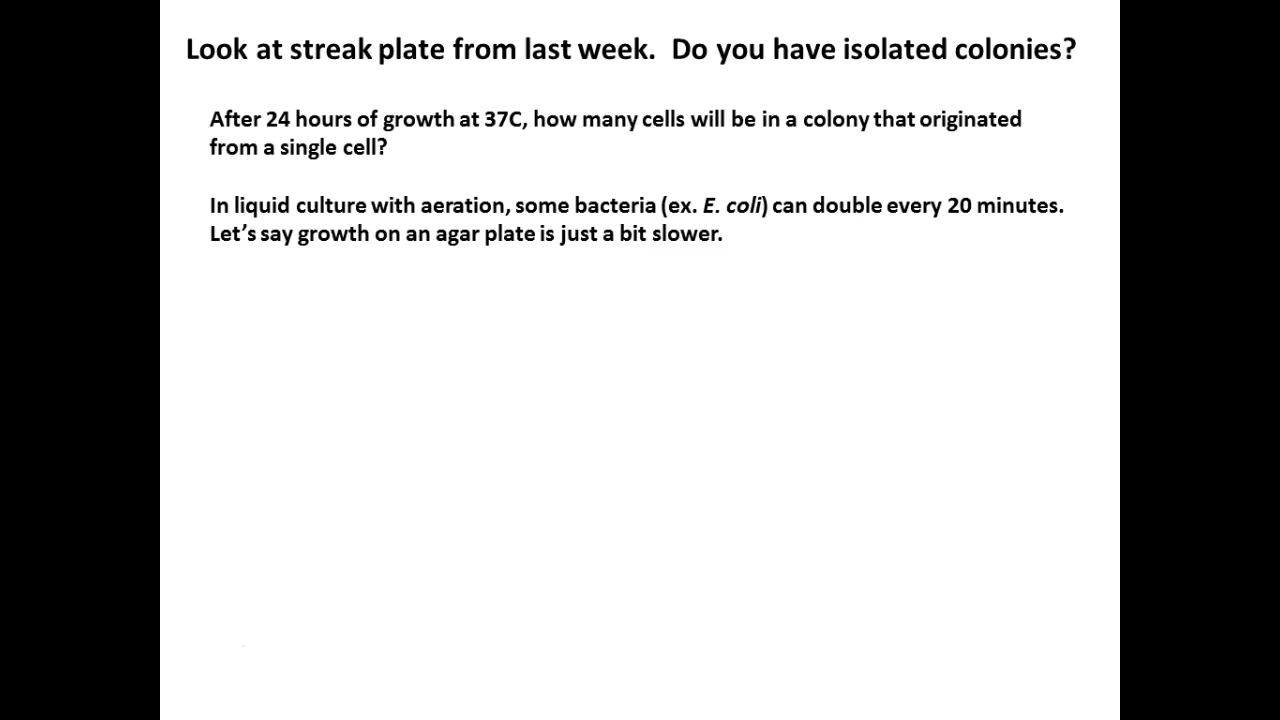 Look at streak plate from last week.  Do you have isolated colonies?
After 24 hours of growth at 37C, how many cells will be in a colony that originated
from a single cell?
In liquid culture with aeration, some bacteria (ex. E. coli) can double every 20 minutes.
Let’s say growth on an agar plate is just a bit slower.